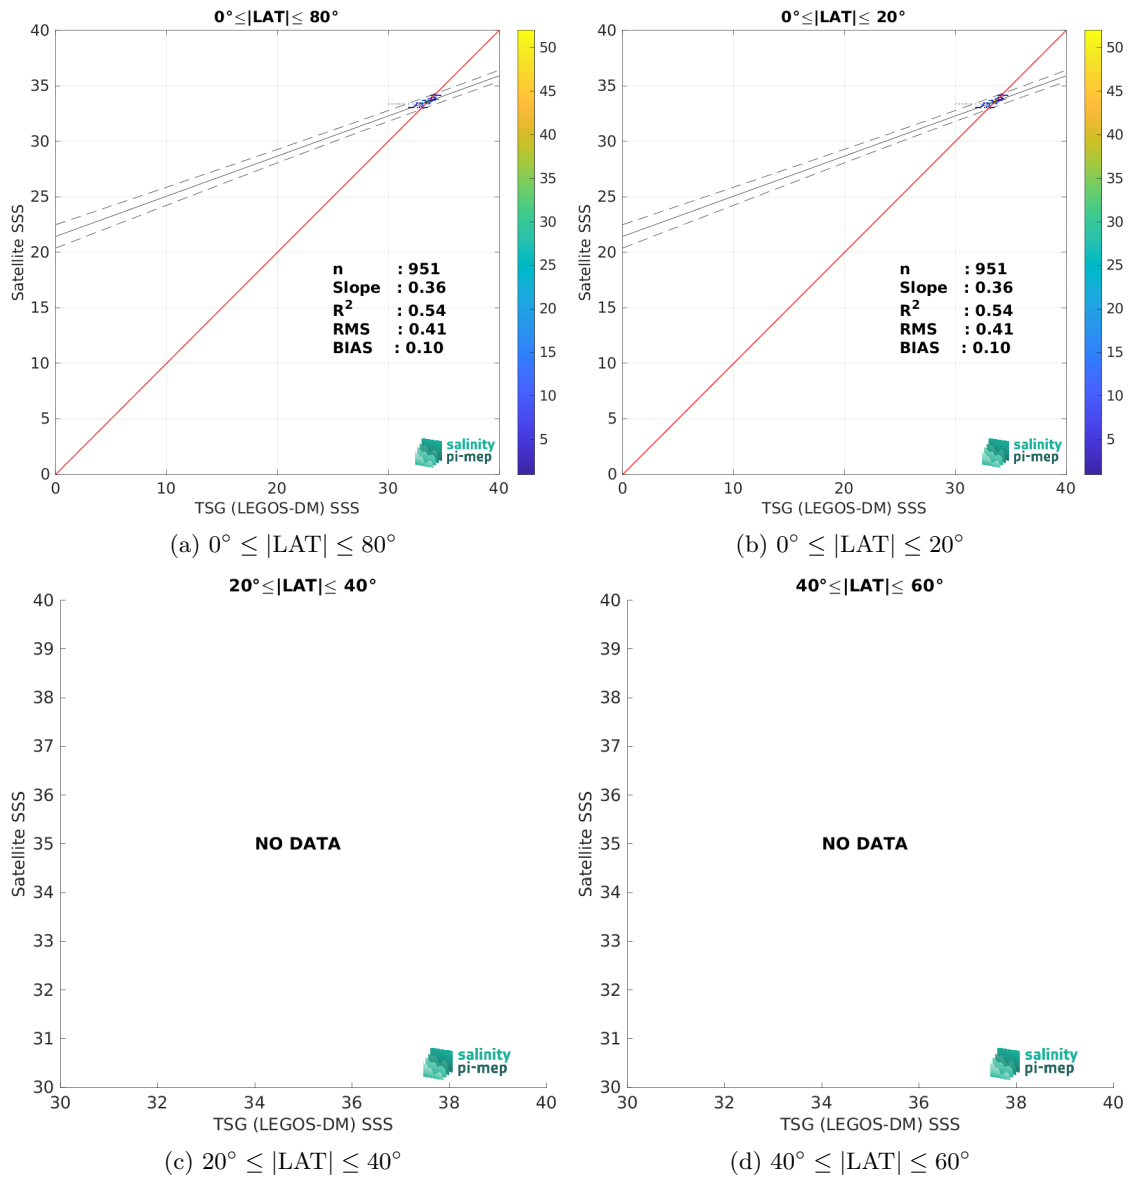 0°≤|LAT|≤ 80°
Satellite SSS
40
35
30
25
20
15
10
5
0
0 10 20 30 40
TSG (LEGOS-DM) SSS
n : 951
Slope : 0.36
R² : 0.54
RMS : 0.41
BIAS : 0.10
salinity
pi-mep
50
45
40
35
30
25
20
15
10
5
(a) 0° ≤ |LAT| ≤ 80°
0°≤|LAT|≤ 20°
Satellite SSS
40
35
30
25
20
15
10
5
0
0 10 20 30 40
TSG (LEGOS-DM) SSS
n : 951
Slope : 0.36
R² : 0.54
RMS : 0.41
BIAS : 0.10
salinity
pi-mep
50
45
40
35
30
25
20
15
10
5
(b) 0° ≤ |LAT| ≤ 20°
20°≤|LAT|≤ 40°
Satellite SSS
40
39
38
37
36
35
34
33
32
31
30
NO DATA
salinity
pi-mep
30 32 34 36 38 40
TSG (LEGOS-DM) SSS
(c) 20° ≤ |LAT| ≤ 40°
40°≤|LAT|≤ 60°
Satellite SSS
40
39
38
37
36
35
34
33
32
31
30
NO DATA
salinity
pi-mep
30 32 34 36 38 40
TSG (LEGOS-DM) SSS
(d) 40° ≤ |LAT| ≤ 60°